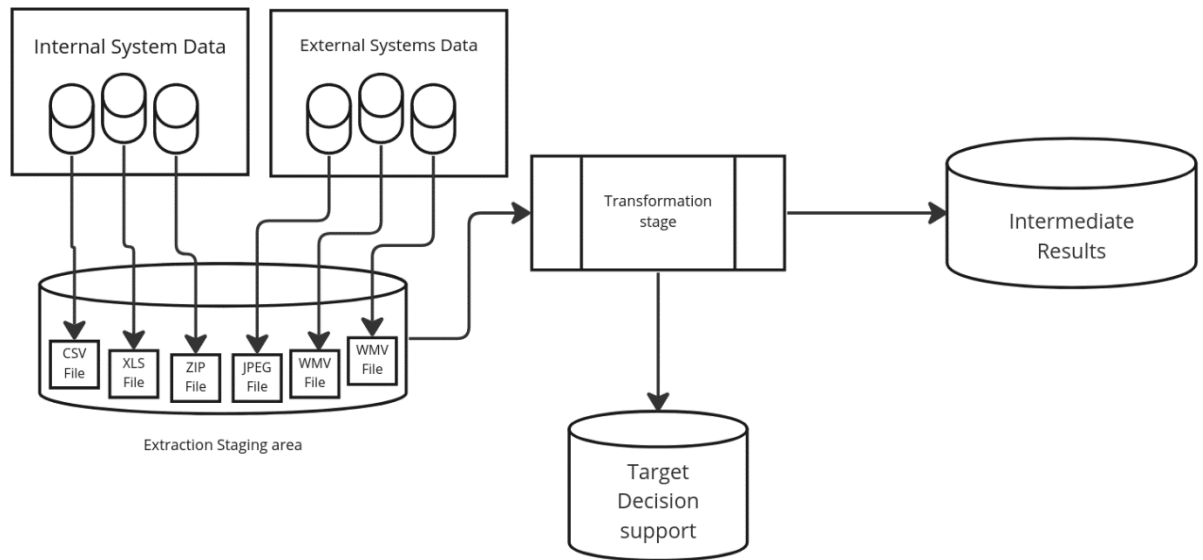 Internal System Data
External Systems Data
Transformation
stage
Intermediate
Results
CSV
File
XLS
File
ZIP
File
JPEG
File
WMV
File
WMV
File
Extraction Staging area
Target
Decision
support